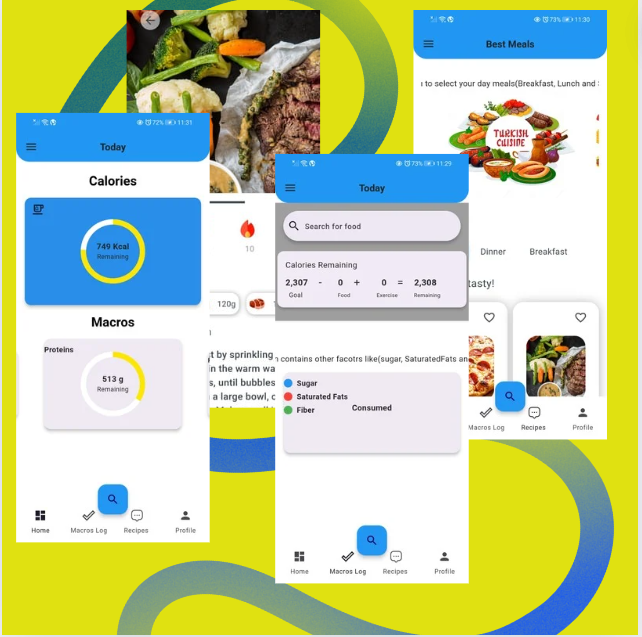 73% 11:30
Best Meals
ı to select your day meals(Breakfast, Lunch and
TURKISH
CUISINE
Dinner
Breakfast
tasty!
Macros Log
Recipes
Profile
72% 11:31
Today
Calories
749 Kcal
Remaining
Macros
Proteins
513 g
Remaining
Home
Macros Log
Recipes
Profile
10
120g
t by sprinkling
n the warm wa
s, until bubbles
a large bowl, c
73% 11:29
Today
Search for food
Calories Remaining
2,307 - 0 + 0 = 2,308
Goal Food Exercise Remaining
contains other facotrs like(sugar, SaturatedFats an
Sugar
Saturated Fats
Fiber
Consumed
Home
Macros Log
Recipes
Profile